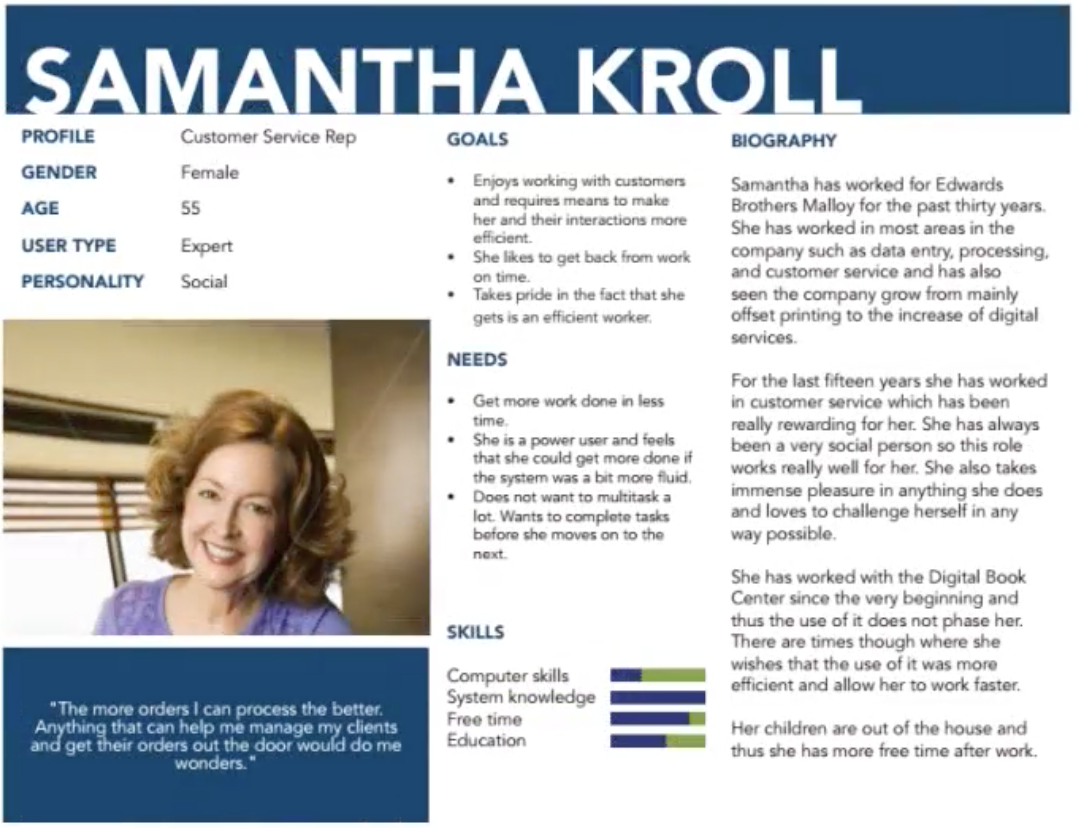 SAMANTHA KROLL
PROFILE Customer Service Rep
GENDER Female
AGE 55
USER TYPE Expert
PERSONALITY Social
"The more orders I can process the better.
Anything that can help me manage my clients
and get their orders out the door would do me
wonders."
GOALS
• Enjoys working with customers
and requires means to make
her and their interactions more
efficient.
• She likes to get back from work
on time.
• Takes pride in the fact that she
gets is an efficient worker.
NEEDS
• Get more work done in less
time.
• She is a power user and feels
that she could get more done if
the system was a bit more fluid.
• Does not want to multitask a
lot. Wants to complete tasks
before she moves on to the
next.
SKILLS
Computer skills
System knowledge
Free time
Education
BIOGRAPHY
Samantha has worked for Edwards
Brothers Malloy for the past thirty years.
She has worked in most areas in the
company such as data entry, processing,
and customer service and has also
seen the company grow from mainly
offset printing to the increase of digital
services.
For the last fifteen years she has worked
in customer service which has been
really rewarding for her. She has always
been a very social person so this role
works really well for her. She also takes
immense pleasure in anything she does
and loves to challenge herself in any
way possible.
She has worked with the Digital Book
Center since the very beginning and
thus the use of it does not phase her.
There are times though where she
wishes that the use of it was more
efficient and allow her to work faster.
Her children are out of the house and
thus she has more free time after work.